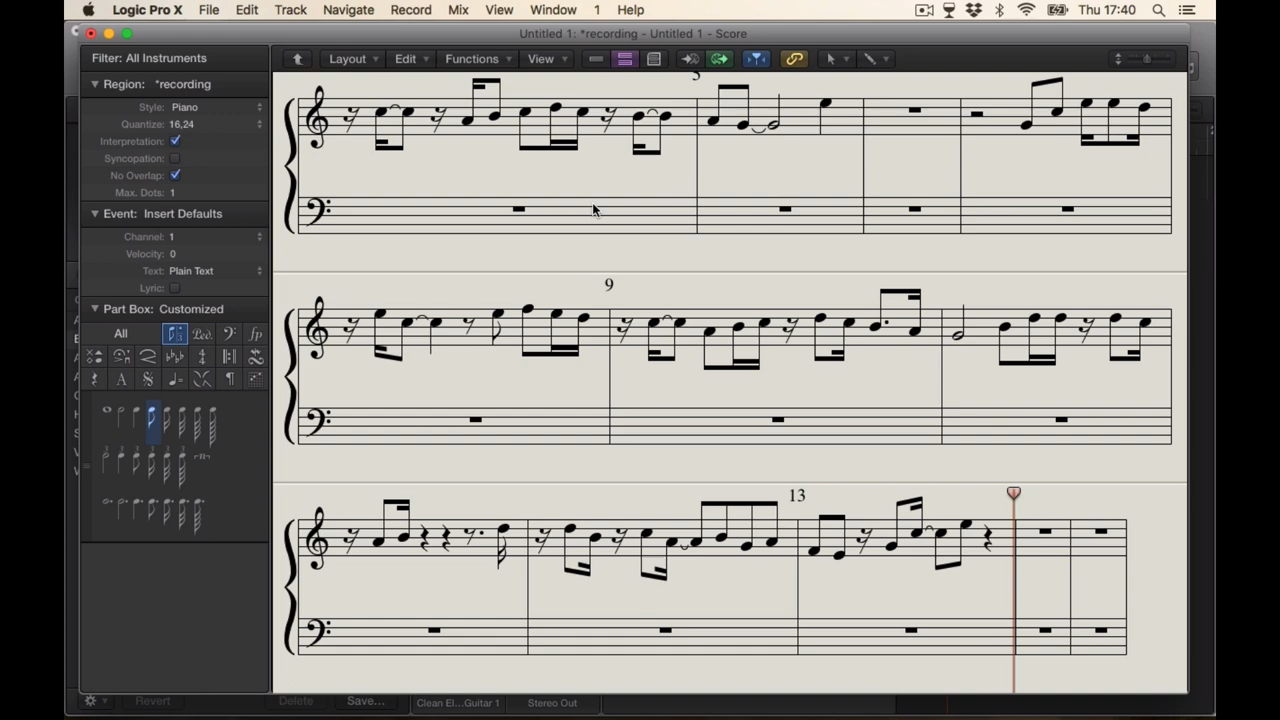 Logic Pro X File Edit Track Navigate Record Mix View Window 1 Help Thu 17:40
Untitled 1: *recording - Untitled 1 - Score
Filter: All Instruments
Layout Edit Functions View
Region: *recording
Style: Piano
Quantize: 16,24
Interpretation:
Syncopation:
No Overlap:
Max. Dots: 1
Event: Insert Defaults
Channel: 1
Velocity: 0
Text: Plain Text
Lyric:
Part Box: Customized
All
5
9
13
Revert Delete Save... Clean El...Guitar 1 Stereo Out